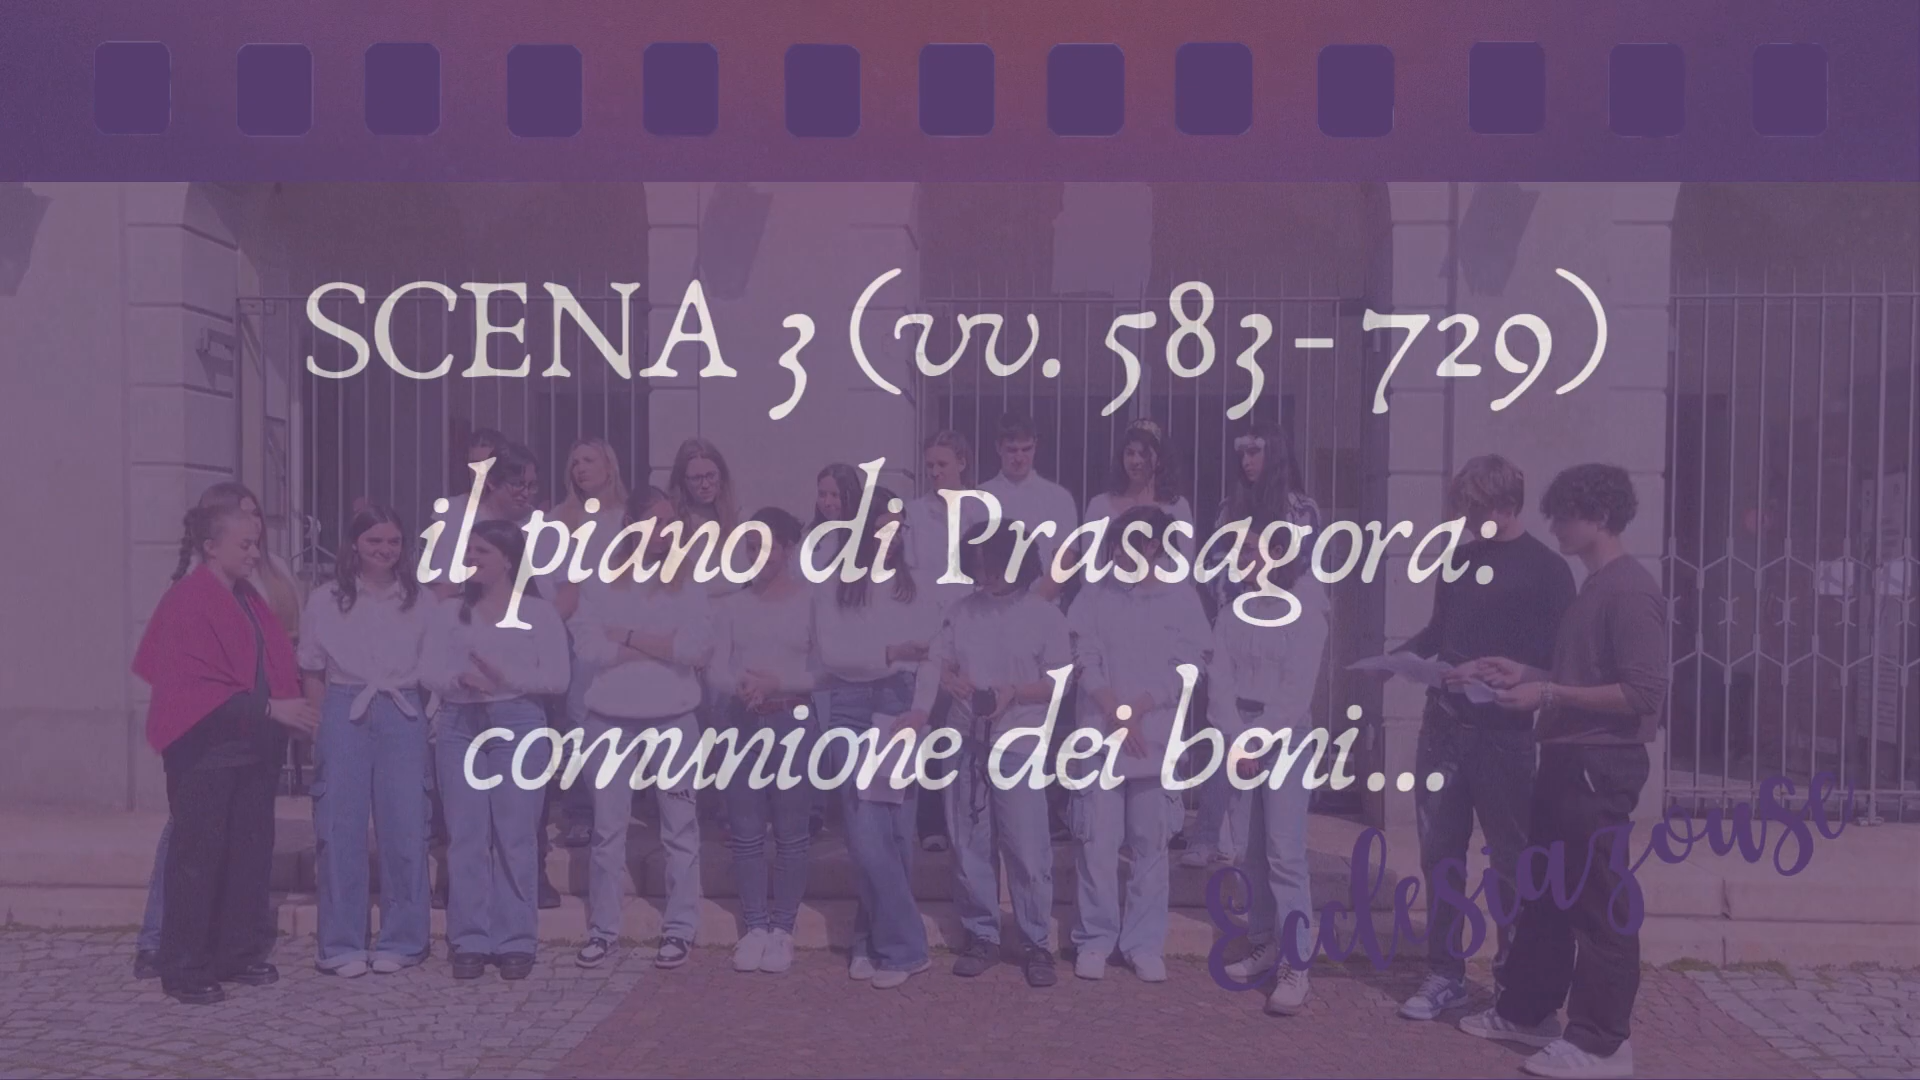 SCENA 3 (vv. 583-729)
il piano di Prassagora:
comunione dei beni...
Ecclesiazouse